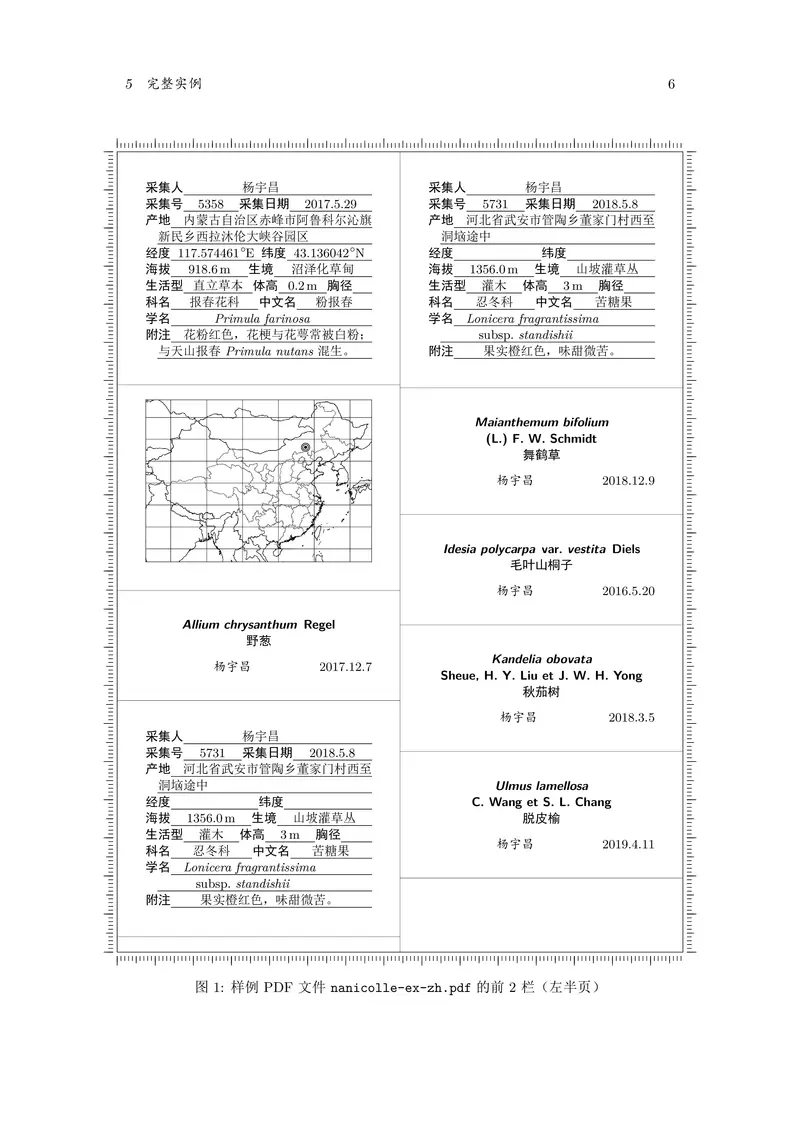 5 完整实例 6
采集人 杨宇昌
采集号 5358 采集日期 2017.5.29
产地 内蒙古自治区赤峰市阿鲁科尔沁旗
新民乡西拉沐伦大峡谷园区
经度 117.574461°E 纬度 43.136042°N
海拔 918.6 m 生境 沼泽化草甸
生活型 直立草本 体高 0.2 m 胸径
科名 报春花科 中文名 粉报春
学名 Primula farinosa
附注 花粉红色，花梗与花萼常被白粉；
与天山报春 Primula nutans 混生。
Allium chrysanthum Regel
野葱
杨宇昌 2017.12.7
采集人 杨宇昌
采集号 5731 采集日期 2018.5.8
产地 河北省武安市管陶乡董家门村西至
洞垴途中
经度 纬度
海拔 1356.0 m 生境 山坡灌草丛
生活型 灌木 体高 3 m 胸径
科名 忍冬科 中文名 苦糖果
学名 Lonicera fragrantissima
subsp. standishii
附注 果实橙红色，味甜微苦。
采集人 杨宇昌
采集号 5731 采集日期 2018.5.8
产地 河北省武安市管陶乡董家门村西至
洞垴途中
经度 纬度
海拔 1356.0 m 生境 山坡灌草丛
生活型 灌木 体高 3 m 胸径
科名 忍冬科 中文名 苦糖果
学名 Lonicera fragrantissima
subsp. standishii
附注 果实橙红色，味甜微苦。
Maianthemum bifolium
(L.) F. W. Schmidt
舞鹤草
杨宇昌 2018.12.9
Idesia polycarpa var. vestita Diels
毛叶山桐子
杨宇昌 2016.5.20
Kandelia obovata
Sheue, H. Y. Liu et J. W. H. Yong
秋茄树
杨宇昌 2018.3.5
Ulmus lamellosa
C. Wang et S. L. Chang
脱皮榆
杨宇昌 2019.4.11
图 1: 样例 PDF 文件 nanicolle-ex-zh.pdf 的前 2 栏（左半页）